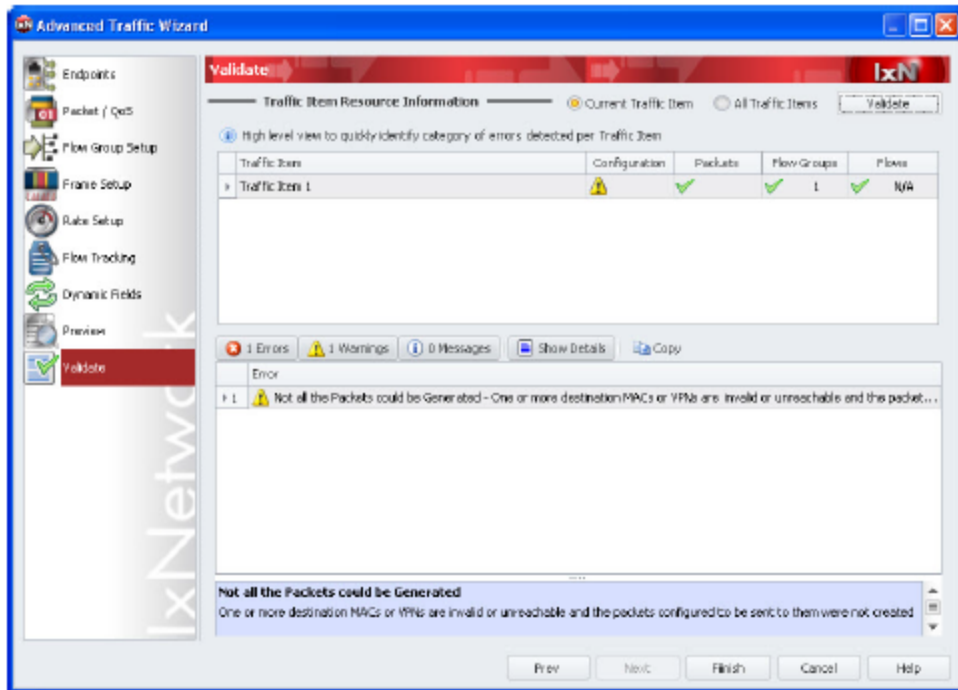 Advanced Traffic Wizard
Endpoints
Packet / QoS
Flow Group Setup
Frame Setup
Rate Setup
Flow Tracking
Dynamic Fields
Preview
Validate
IxNetwork
Validate
IxN
Traffic Item Resource Information
Current Traffic Item
All Traffic Items
Validate
High level view to quickly identify category of errors detected per Traffic Item
Traffic Item Configuration Packets Flow Groups Flows
Traffic Item 1 1 N/A
1 Errors 1 Warnings 0 Messages Show Details Copy
Error
1 Not all the Packets could be Generated - One or more destination MACs or VPNs are invalid or unreachable and the packet...
Not all the Packets could be Generated
One or more destination MACs or VPNs are invalid or unreachable and the packets configured to be sent to them were not created
Prev Next Finish Cancel Help